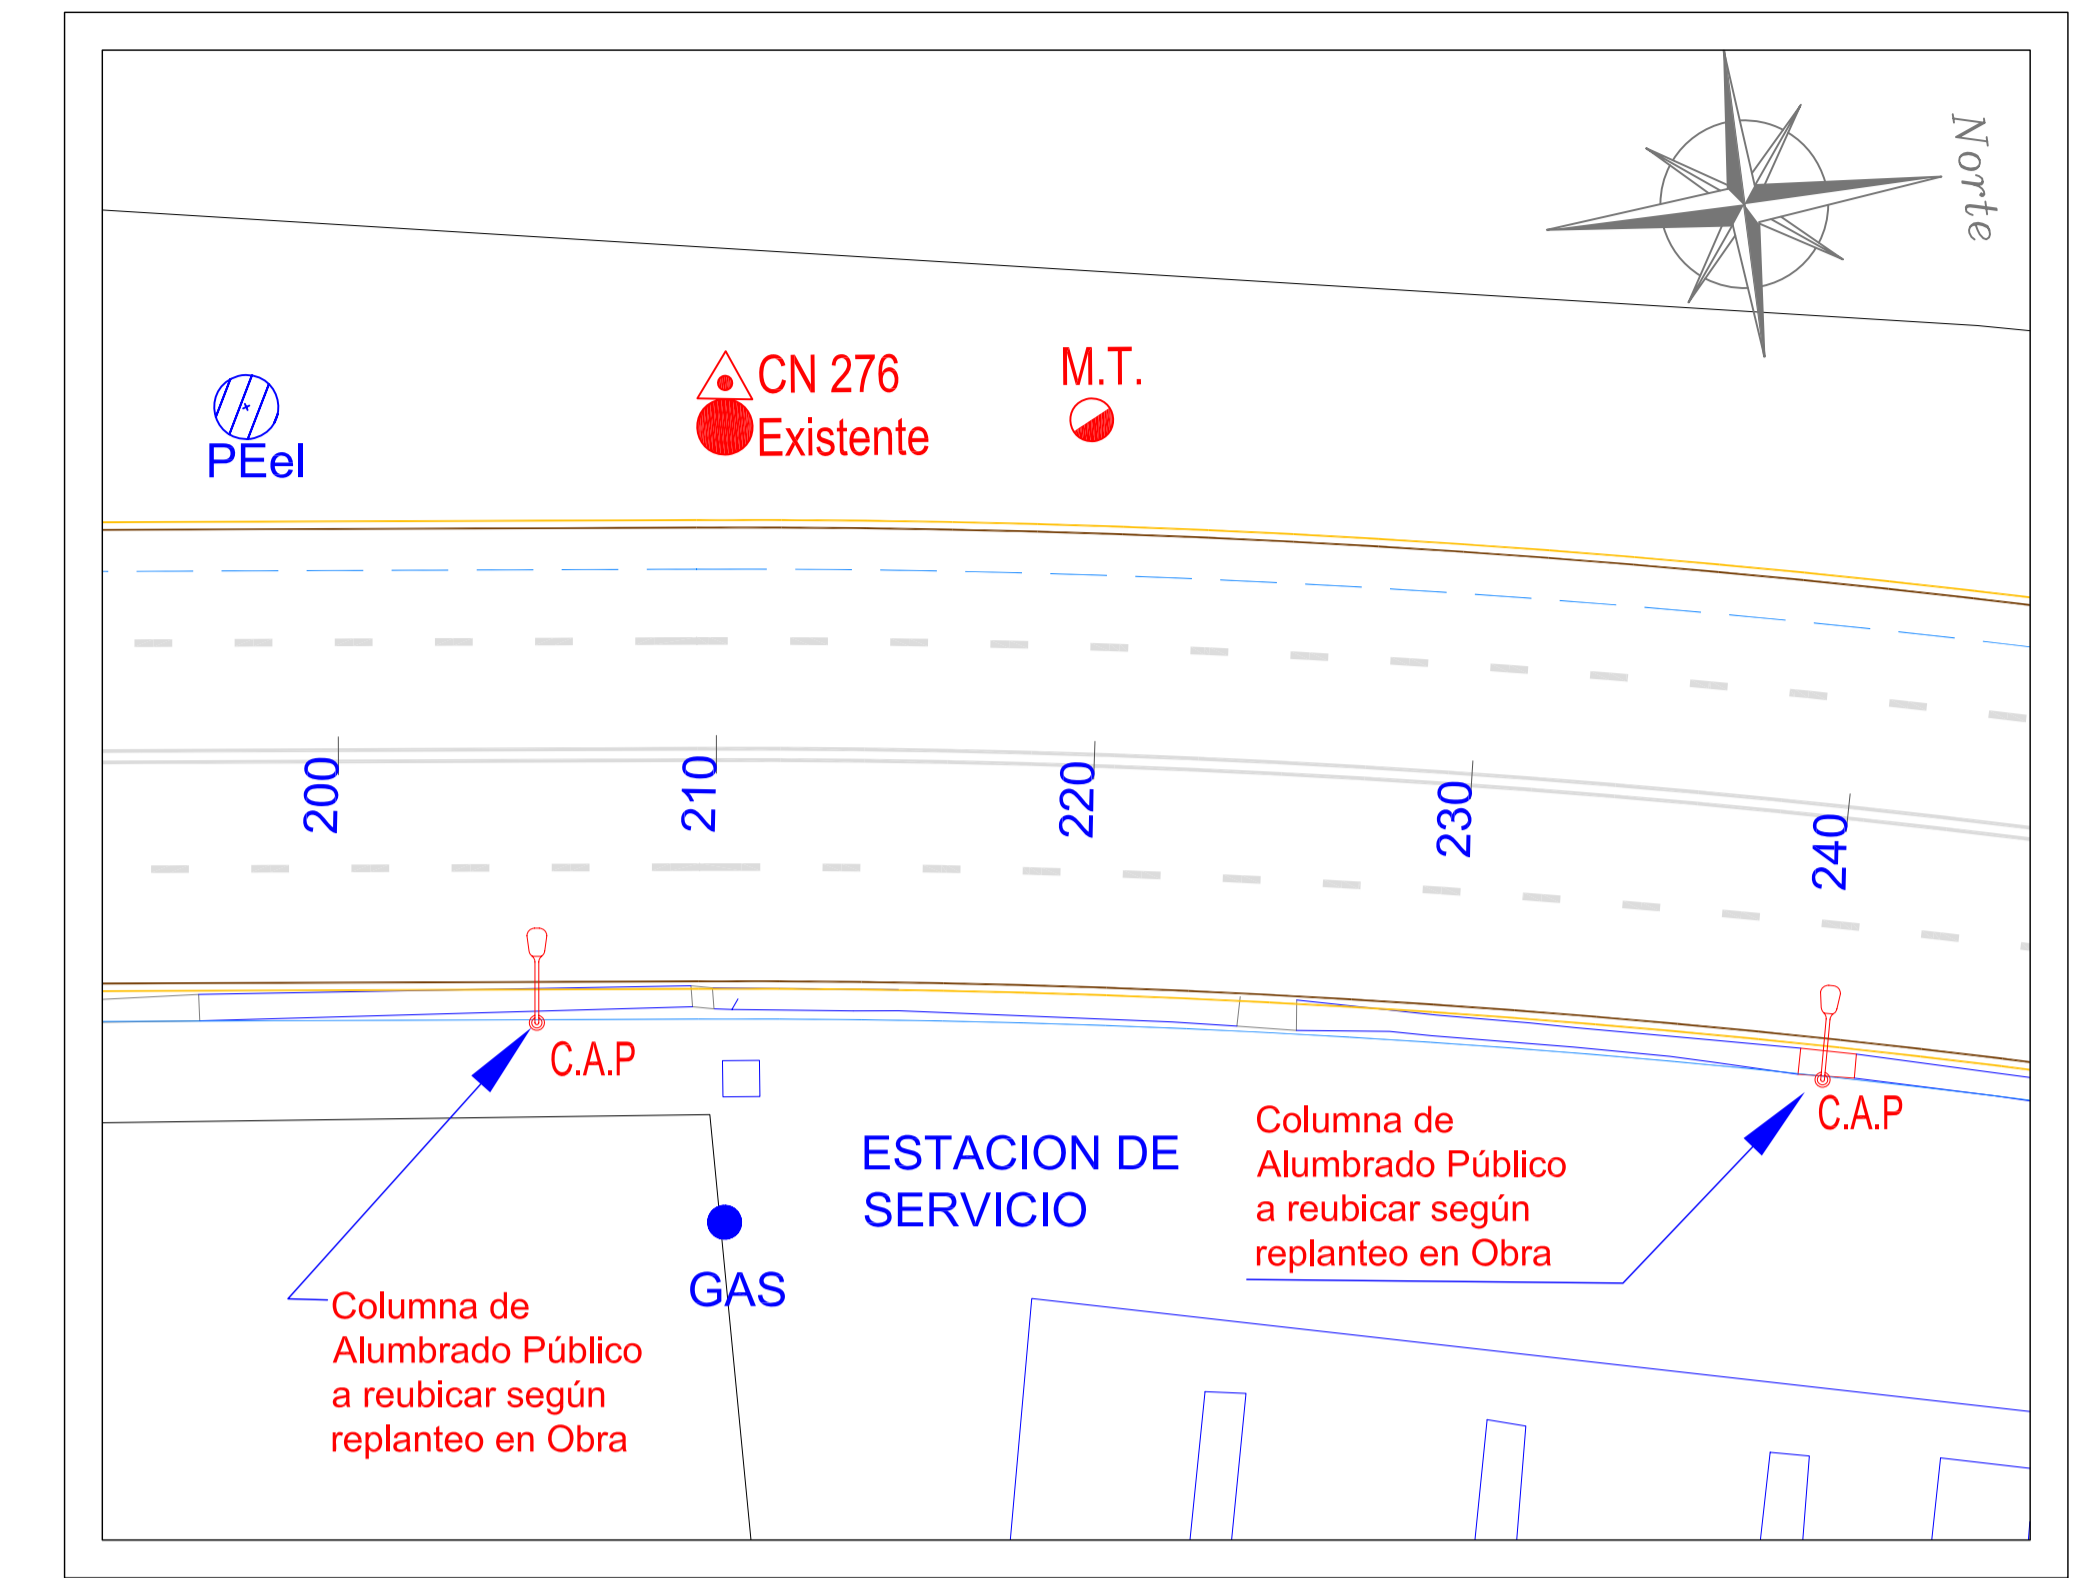 Norte
CN 276
Existente
M.T.
PEel
200
210
220
230
240
C.A.P
C.A.P
ESTACION DE
SERVICIO
Columna de
Alumbrado Público
a reubicar según
replanteo en Obra
GAS
Columna de
Alumbrado Público
a reubicar según
replanteo en Obra